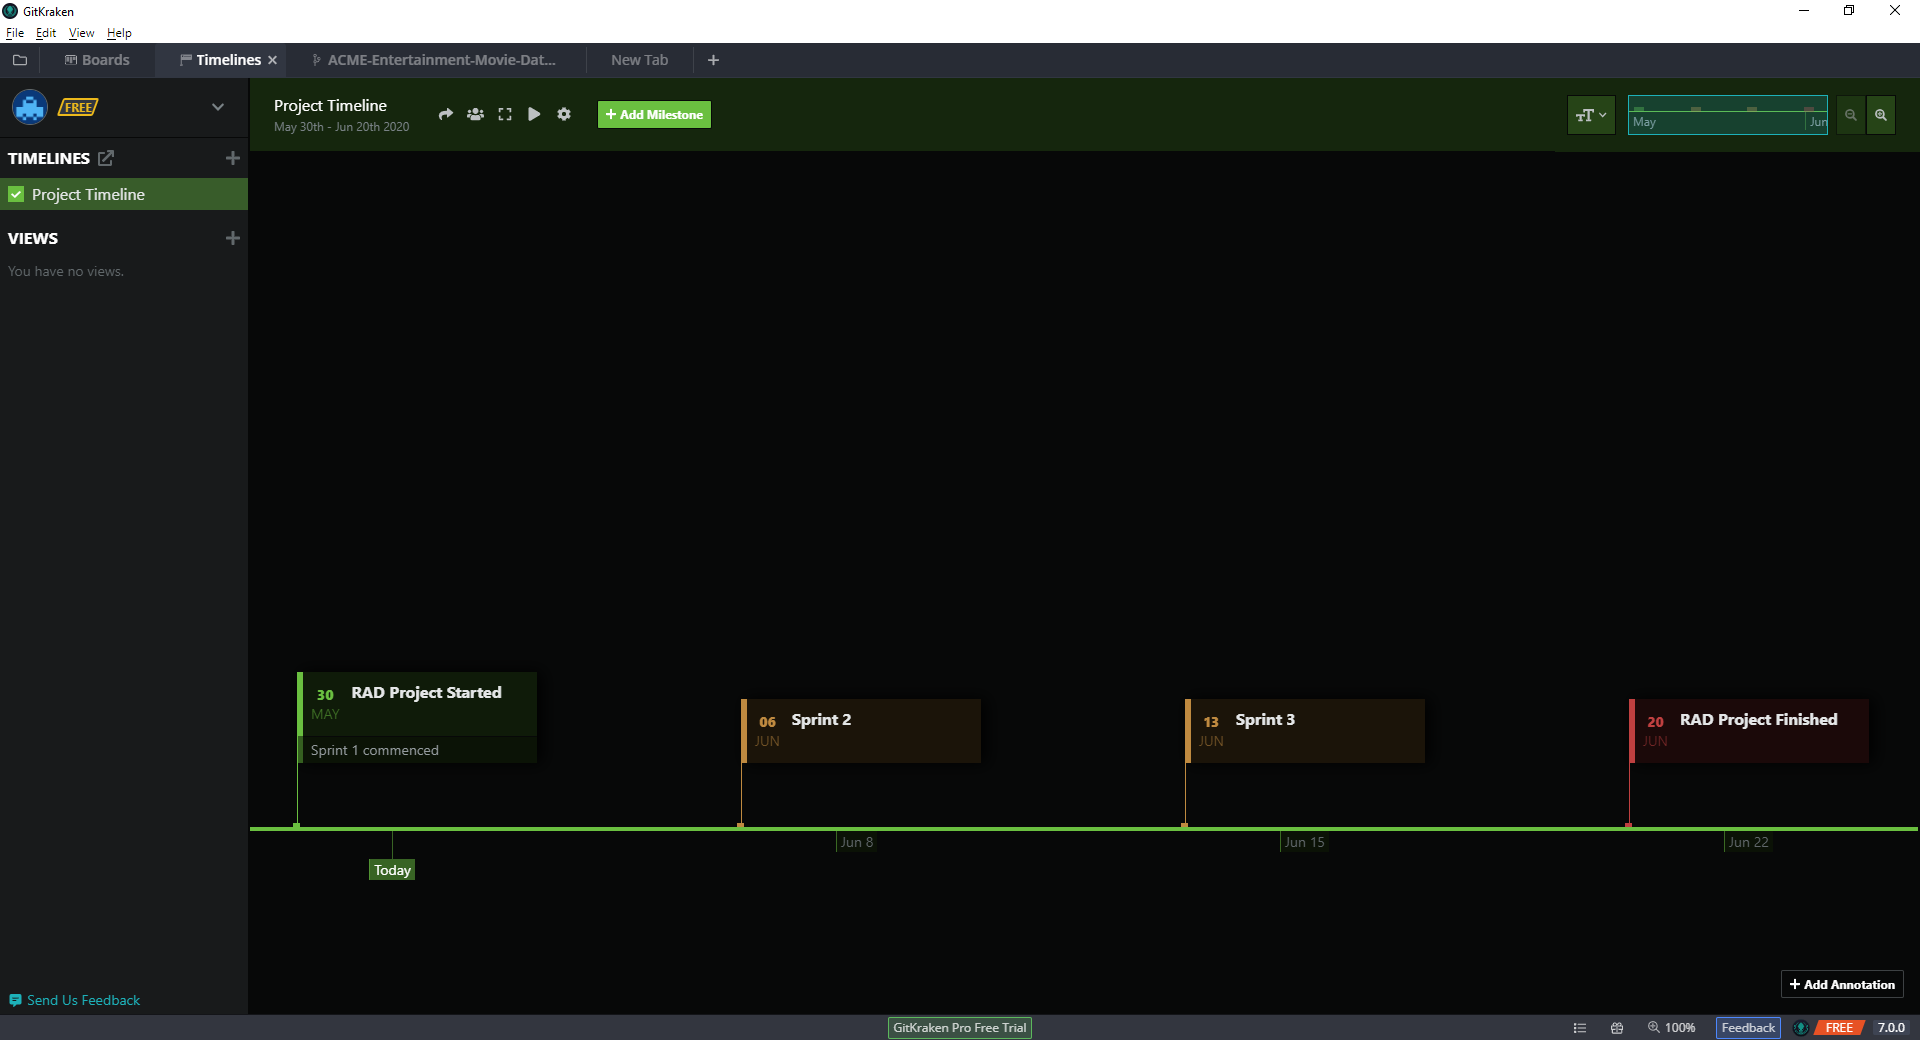 GitKraken
File Edit View Help
Boards
Timelines
ACME-Entertainment-Movie-Dat...
New Tab
FREE
Project Timeline
May 30th - Jun 20th 2020
Add Milestone
TT
May
Jun
TIMELINES
Project Timeline
VIEWS
You have no views.
30
MAY
RAD Project Started
Sprint 1 commenced
06
JUN
Sprint 2
13
JUN
Sprint 3
20
JUN
RAD Project Finished
Jun 8
Jun 15
Jun 22
Today
Add Annotation
Send Us Feedback
GitKraken Pro Free Trial
100%
Feedback
FREE
7.0.0